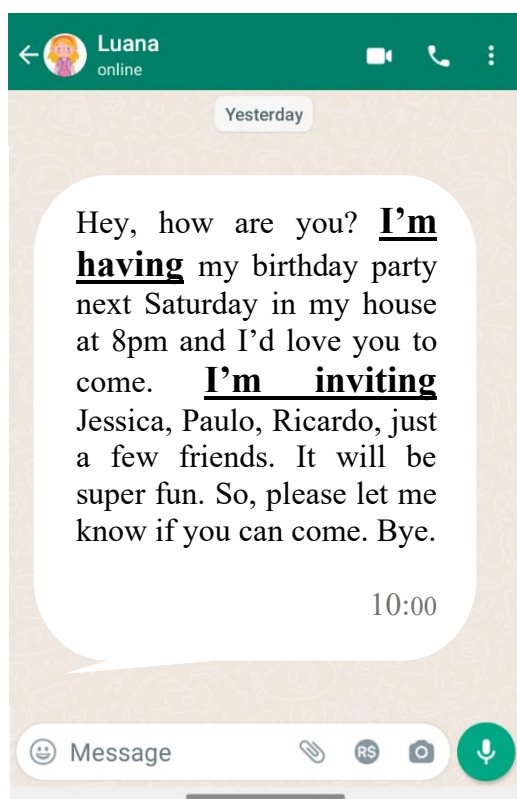 Luana
online
Yesterday
Hey, how are you? I’m
having my birthday party
next Saturday in my house
at 8pm and I’d love you to
come. I’m inviting
Jessica, Paulo, Ricardo, just
a few friends. It will be
super fun. So, please let me
know if you can come. Bye.
10:00
Message
R$